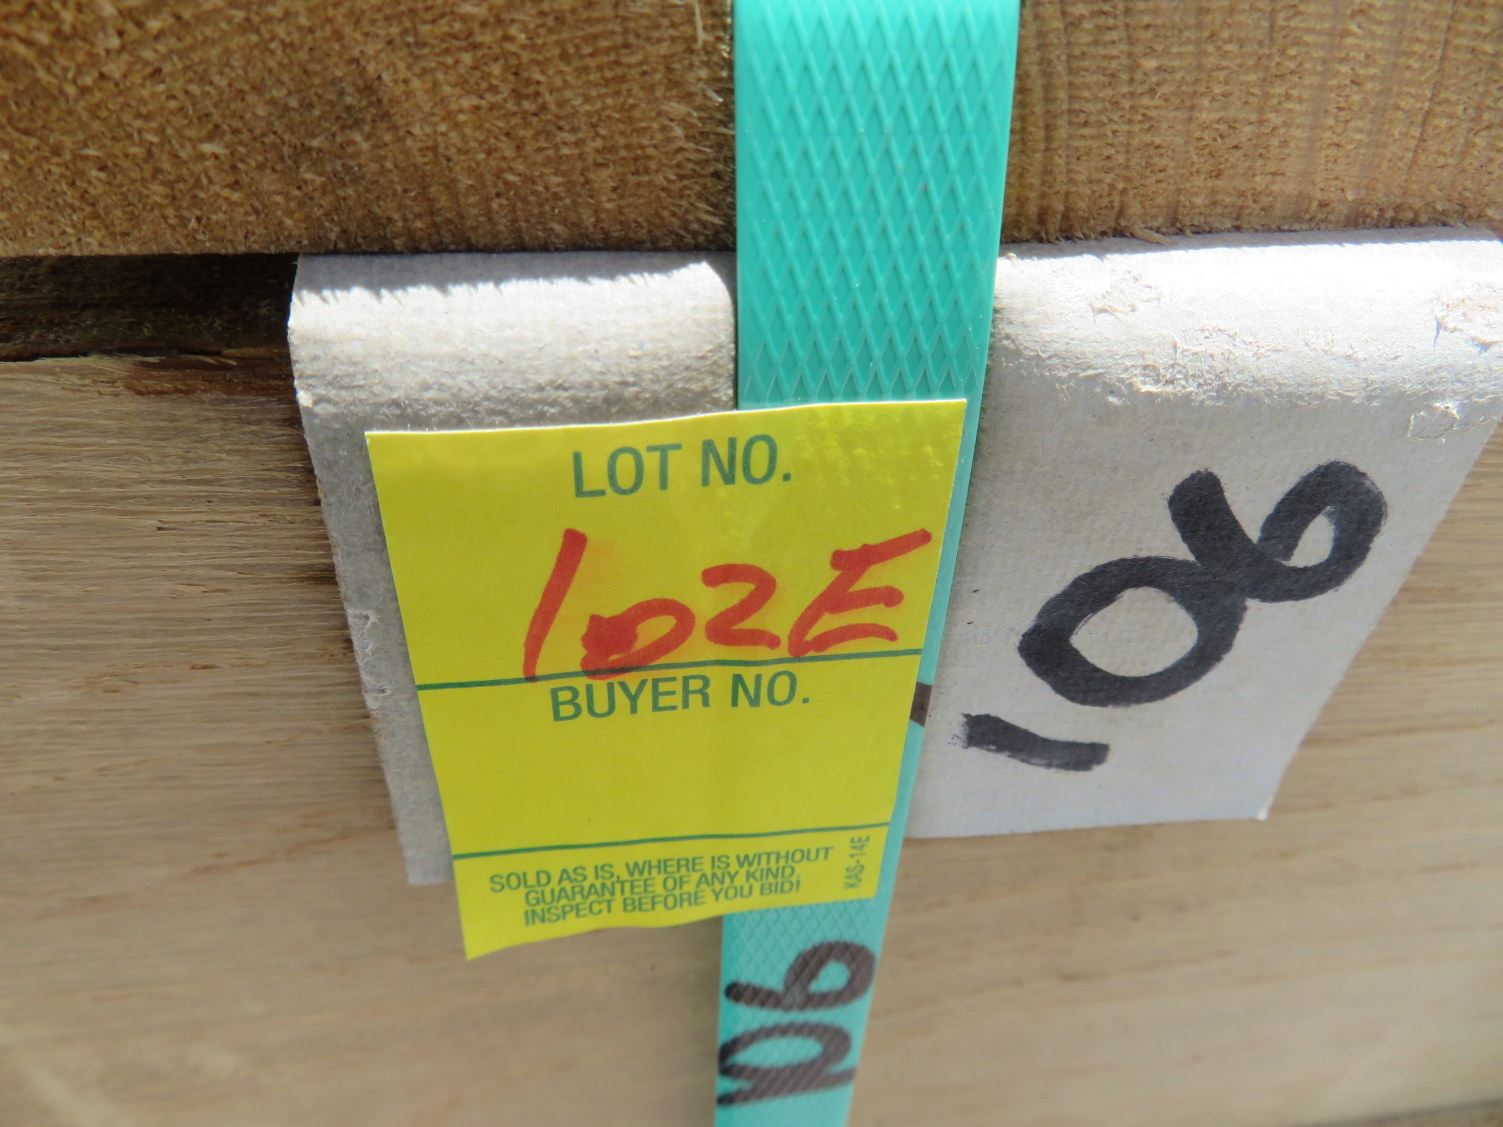 LOT NO.
102E
BUYER NO.
SOLD AS IS, WHERE IS WITHOUT
GUARANTEE OF ANY KIND,
INSPECT BEFORE YOU BID!
KAS-14E
106
106